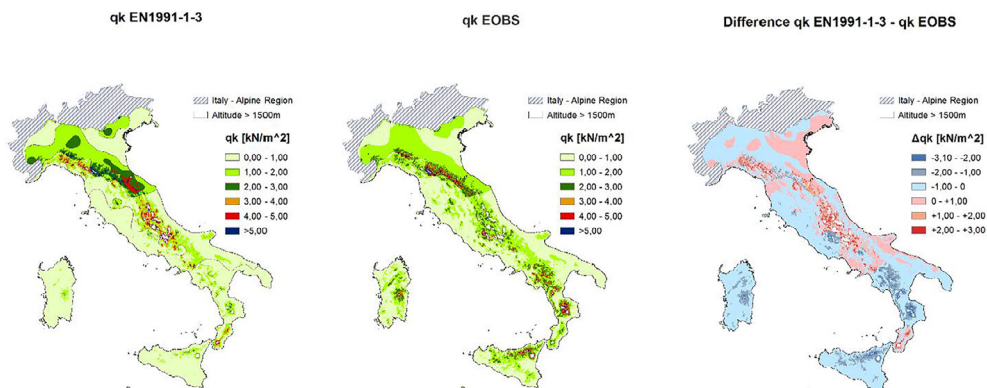 qk EN1991-1-3
Italy - Alpine Region
Altitude > 1500m
qk [kN/m^2]
0,00 - 1,00
1,00 - 2,00
2,00 - 3,00
3,00 - 4,00
4,00 - 5,00
>5,00
qk EOBS
Italy - Alpine Region
Altitude > 1500m
qk [kN/m^2]
0,00 - 1,00
1,00 - 2,00
2,00 - 3,00
3,00 - 4,00
4,00 - 5,00
>5,00
Difference qk EN1991-1-3 - qk EOBS
Italy - Alpine Region
Altitude > 1500m
Δqk [kN/m^2]
-3,10 - -2,00
-2,00 - -1,00
-1,00 - 0
0 - +1,00
+1,00 - +2,00
+2,00 - +3,00